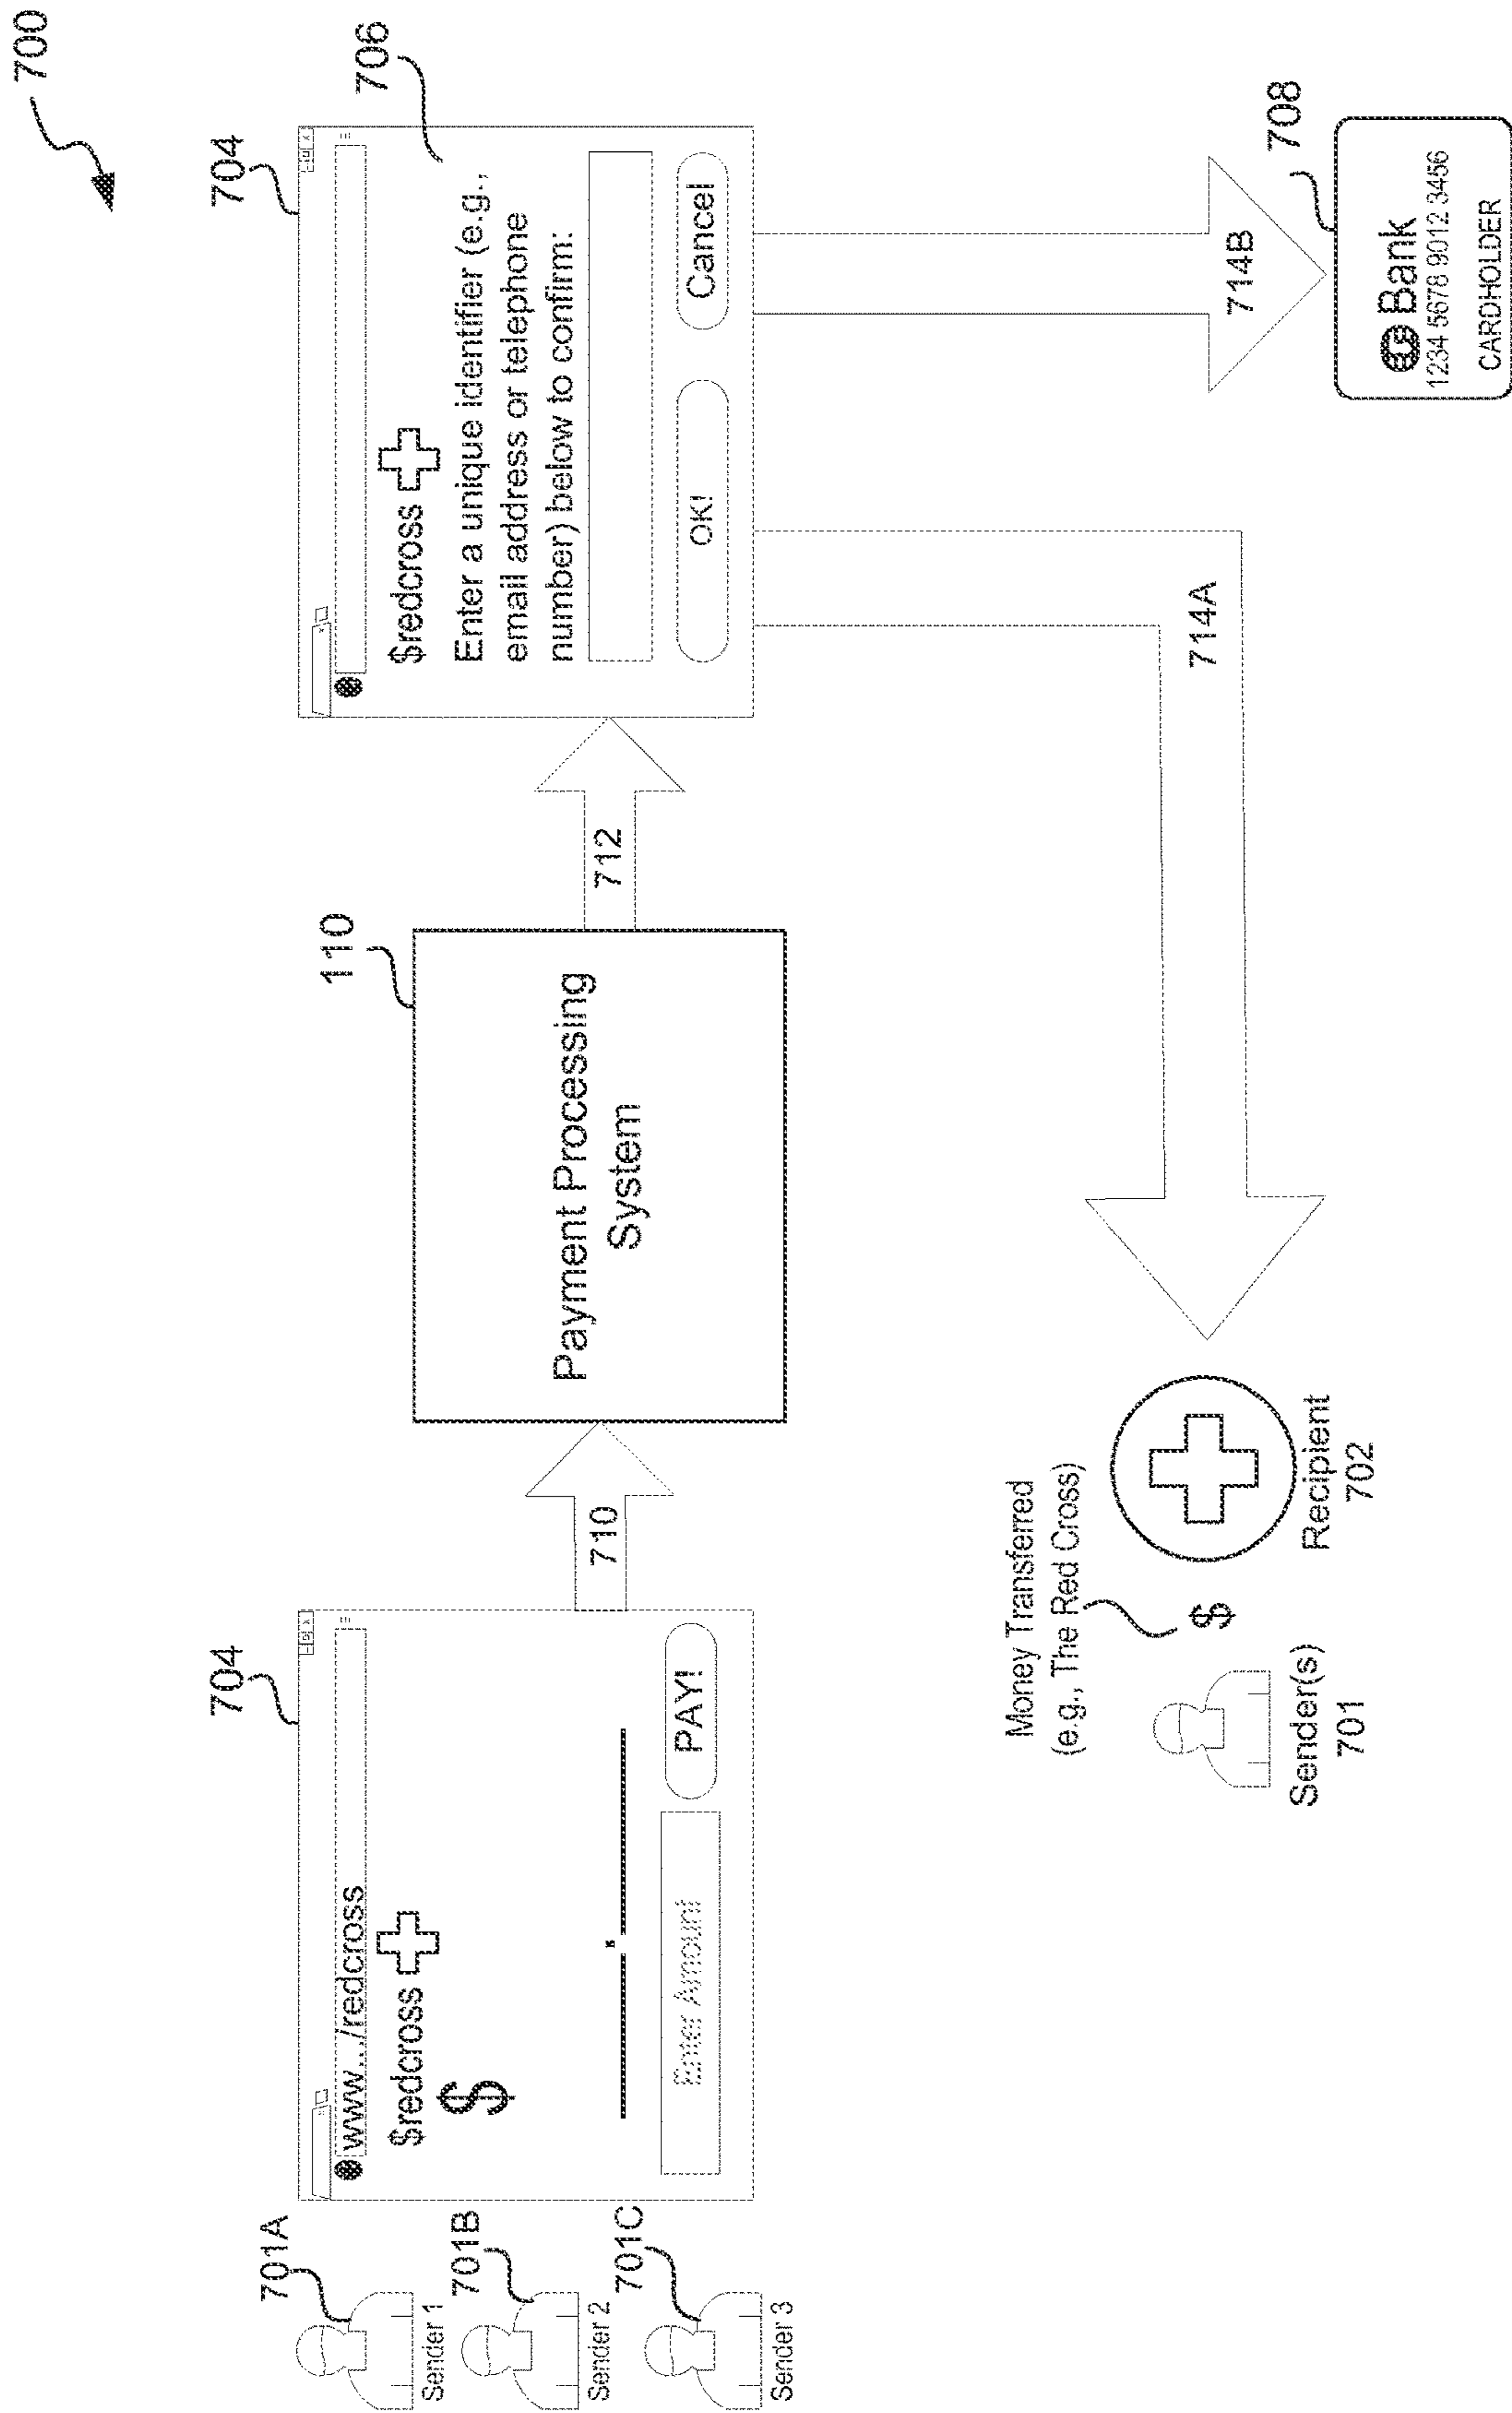 700
704
www.../redcross
$redcross
$
Enter Amount
PAY!
701A
Sender 1
701B
Sender 2
701C
Sender 3
710
110
Payment Processing
System
712
704
706
$redcross
Enter a unique identifier (e.g.,
email address or telephone
number) below to confirm:
OK!
Cancel
714A
714B
708
Bank
1234 5678 9012 3456
CARDHOLDER
Money Transferred
(e.g., The Red Cross)
$
Sender(s)
701
Recipient
702